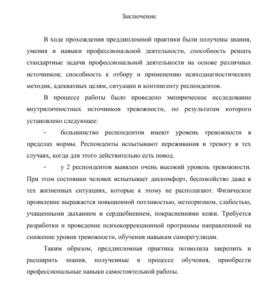 Заключение
В ходе прохождения преддипломной практики были получены знания,
умения и навыки профессиональной деятельности, способность решать
стандартные задачи профессиональной деятельности на основе различных
источников; способность к отбору и применению психодиагностических
методик, адекватных целям, ситуации и контингенту респондентов.
В процессе работы было проведено эмпирическое исследование
внутриличностных источников тревожности, по результатам которого
установлено следующее:
- большинство респондентов имеют уровень тревожности в
пределах нормы. Респонденты испытывают переживания и тревогу в тех
случаях, когда для этого действительно есть повод.
- у 2 респондентов выявлен очень высокий уровень тревожности.
При этом состоянии человек испытывает дискомфорт, беспокойство даже в
тех жизненных ситуациях, которые к этому не располагают. Физическое
проявление выражается повышенной потливостью, метеоризмом, слабостью,
учащенными дыханием и сердцебиением, покраснениями кожи. Требуется
разработки и проведение психокоррекционной программы направленной на
снижение уровня тревожности, обучения навыкам саморегуляции.
Таким образом, преддипломная практика позволила закрепить и
расширить знания, полученные в процессе обучения, приобрести
профессиональные навыки самостоятельной работы.